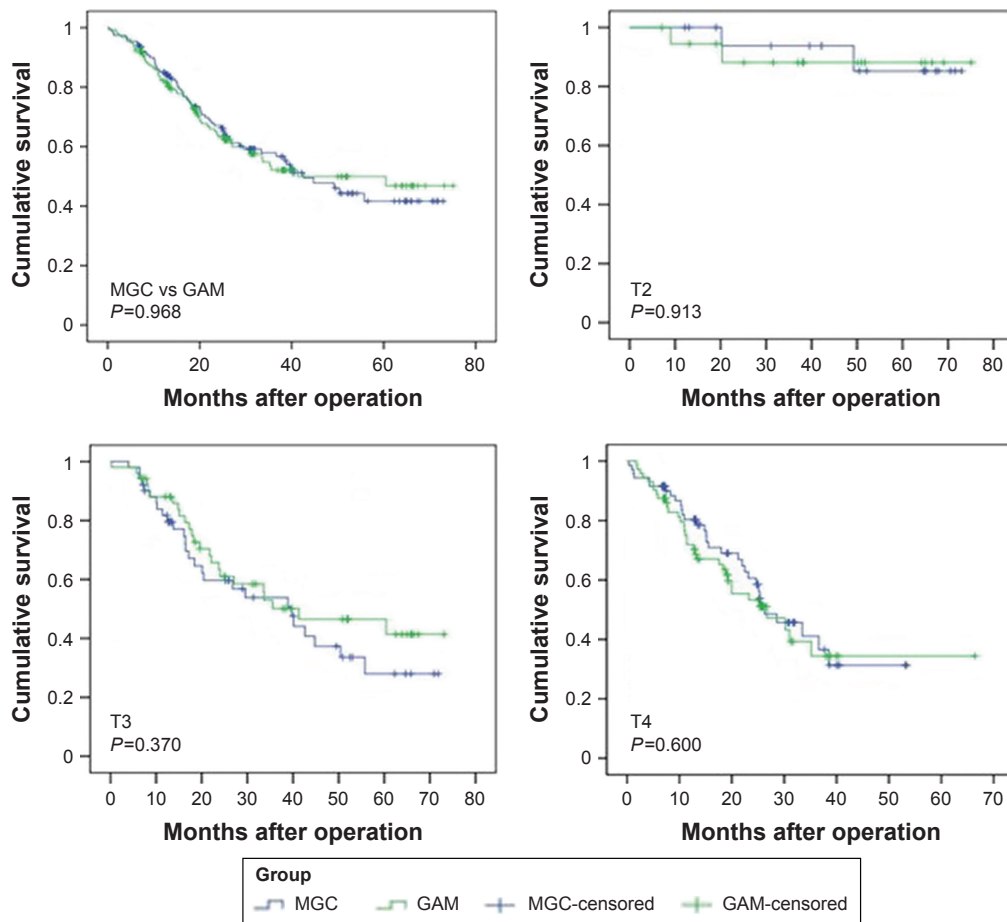 Cumulative survival
1
0.8
0.6
0.4
0.2
0
MGC vs GAM
P=0.968
0 20 40 60 80
Months after operation
Cumulative survival
1
0.8
0.6
0.4
0.2
0
T2
P=0.913
0 10 20 30 40 50 60 70 80
Months after operation
Cumulative survival
1
0.8
0.6
0.4
0.2
0
T3
P=0.370
0 10 20 30 40 50 60 70 80
Months after operation
Cumulative survival
1
0.8
0.6
0.4
0.2
0
T4
P=0.600
0 10 20 30 40 50 60 70
Months after operation
Group
MGC GAM MGC-censored GAM-censored